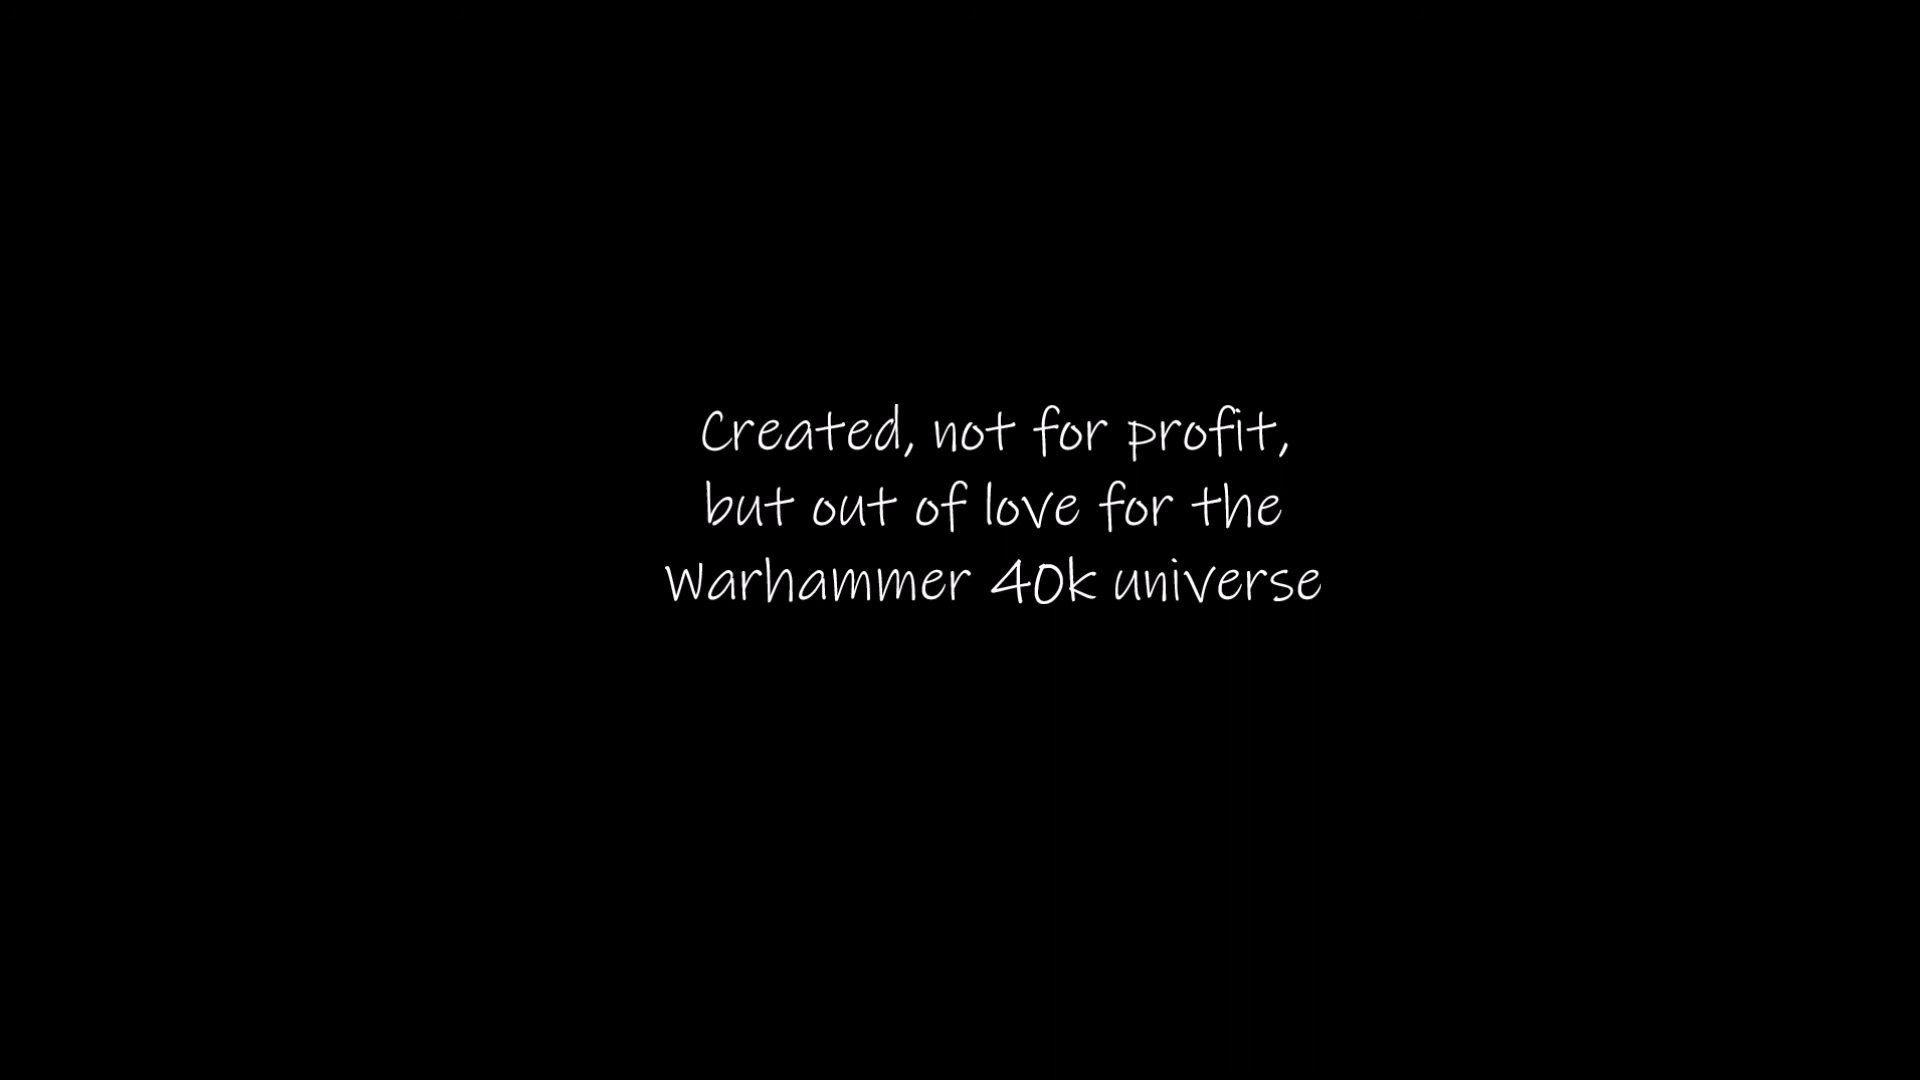 Created, not for profit,
but out of love for the
Warhammer 40k universe